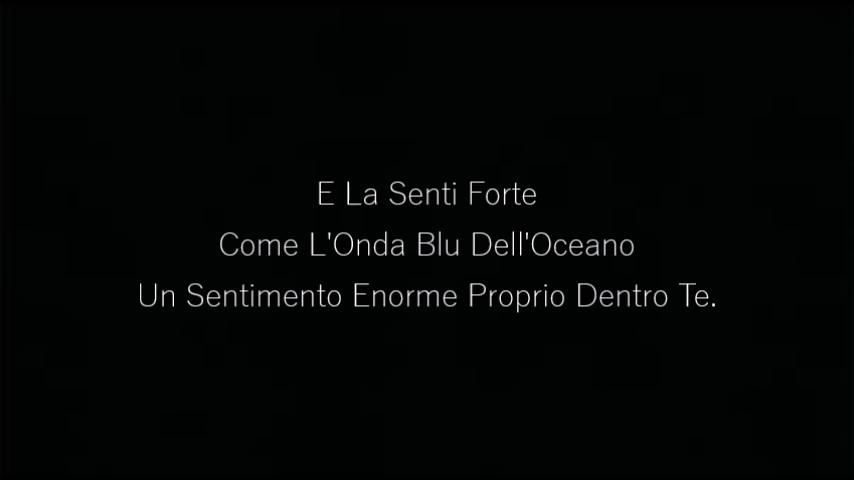 E La Senti Forte
Come L'Onda Blu Dell'Oceano
Un Sentimento Enorme Proprio Dentro Te.